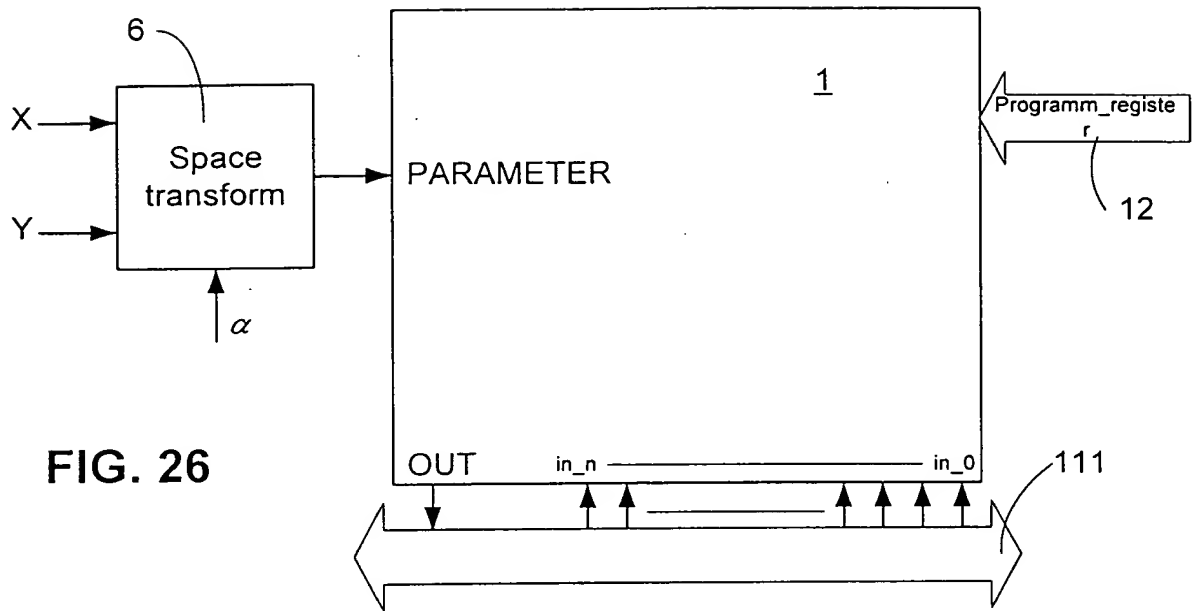 6
1
X
Y
Space
transform
α
PARAMETER
Programm_registe
r
12
FIG. 26
OUT
in_n
in_0
111